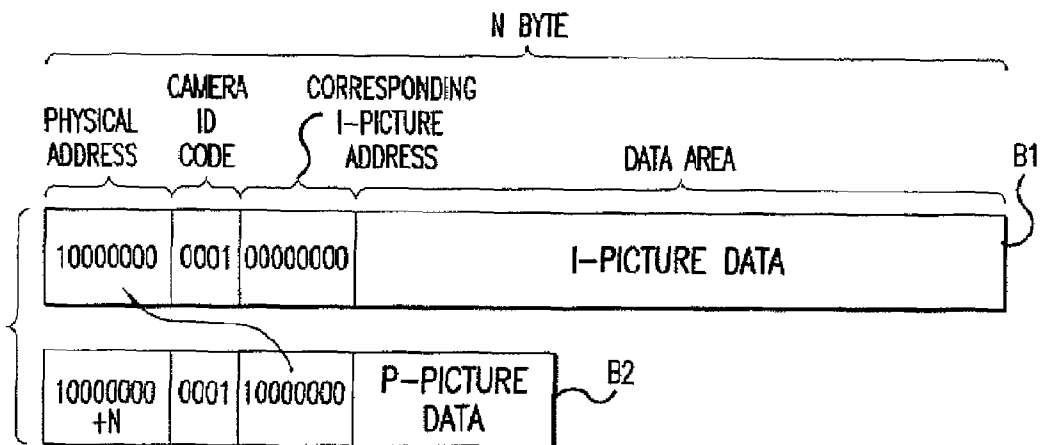 N BYTE
PHYSICAL ADDRESS
CAMERA ID CODE
CORRESPONDING I-PICTURE ADDRESS
DATA AREA
B1
10000000 0001 00000000 I-PICTURE DATA
10000000 +N 0001 10000000 P-PICTURE DATA
B2